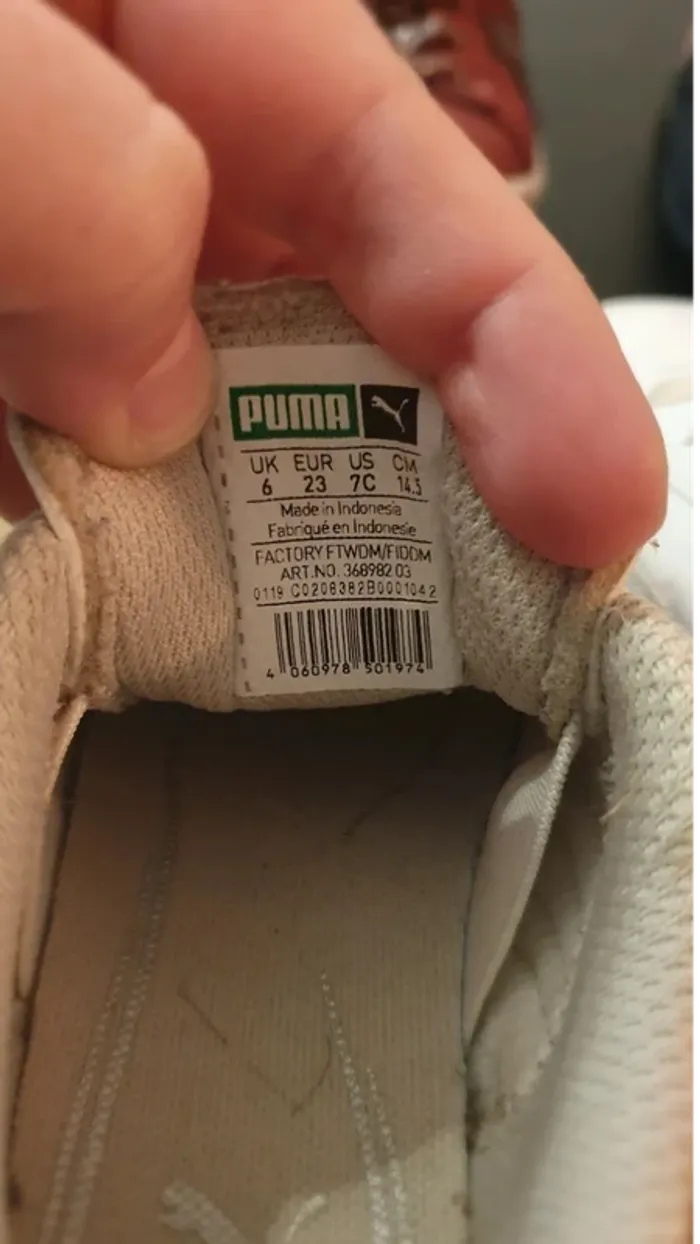 PUMA
UK EUR US CM
6 23 7C 14.5
Made in Indonesia
Fabriqué en Indonesie
FACTORY FTWDM/FIDDM
ART.NO. 368982 03
0119 C0208382B0001042
4 060978 501974